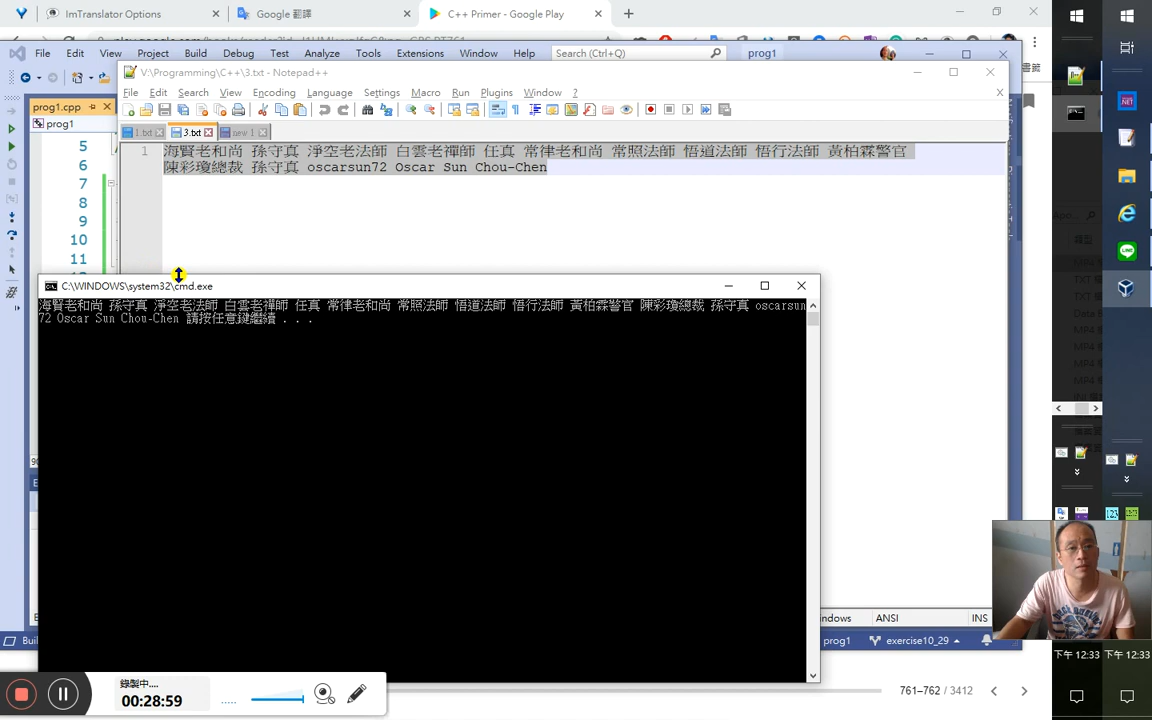 ImTranslator Options
Google 翻譯
C++ Primer - Google Play
File Edit View Project Build Debug Test Analyze Tools Extensions Window Help Search (Ctrl+Q) prog1
V:\Programming\C++\3.txt - Notepad++
File Edit Search View Encoding Language Settings Macro Run Plugins Window ?
prog1.cpp
1.txt 3.txt new 1
prog1
1 海賢老和尚 孫守真 淨空老法師 白雲老禪師 任真 常律老和尚 常照法師 悟道法師 悟行法師 黃柏霖警官
陳彩瓊總裁 孫守真 oscarsun72 Oscar Sun Chou-Chen
5
6
7
8
9
10
11
C:\WINDOWS\system32\cmd.exe
海賢老和尚 孫守真 淨空老法師 白雲老禪師 任真 常律老和尚 常照法師 悟道法師 悟行法師 黃柏霖警官 陳彩瓊總裁 孫守真 oscarsun
72 Oscar Sun Chou-Chen 請按任意鍵繼續 . . .
ndows ANSI INS
Buil prog1 exercise10_29
錄製中....
00:28:59
761–762 / 3412
下午 12:33 下午 12:33